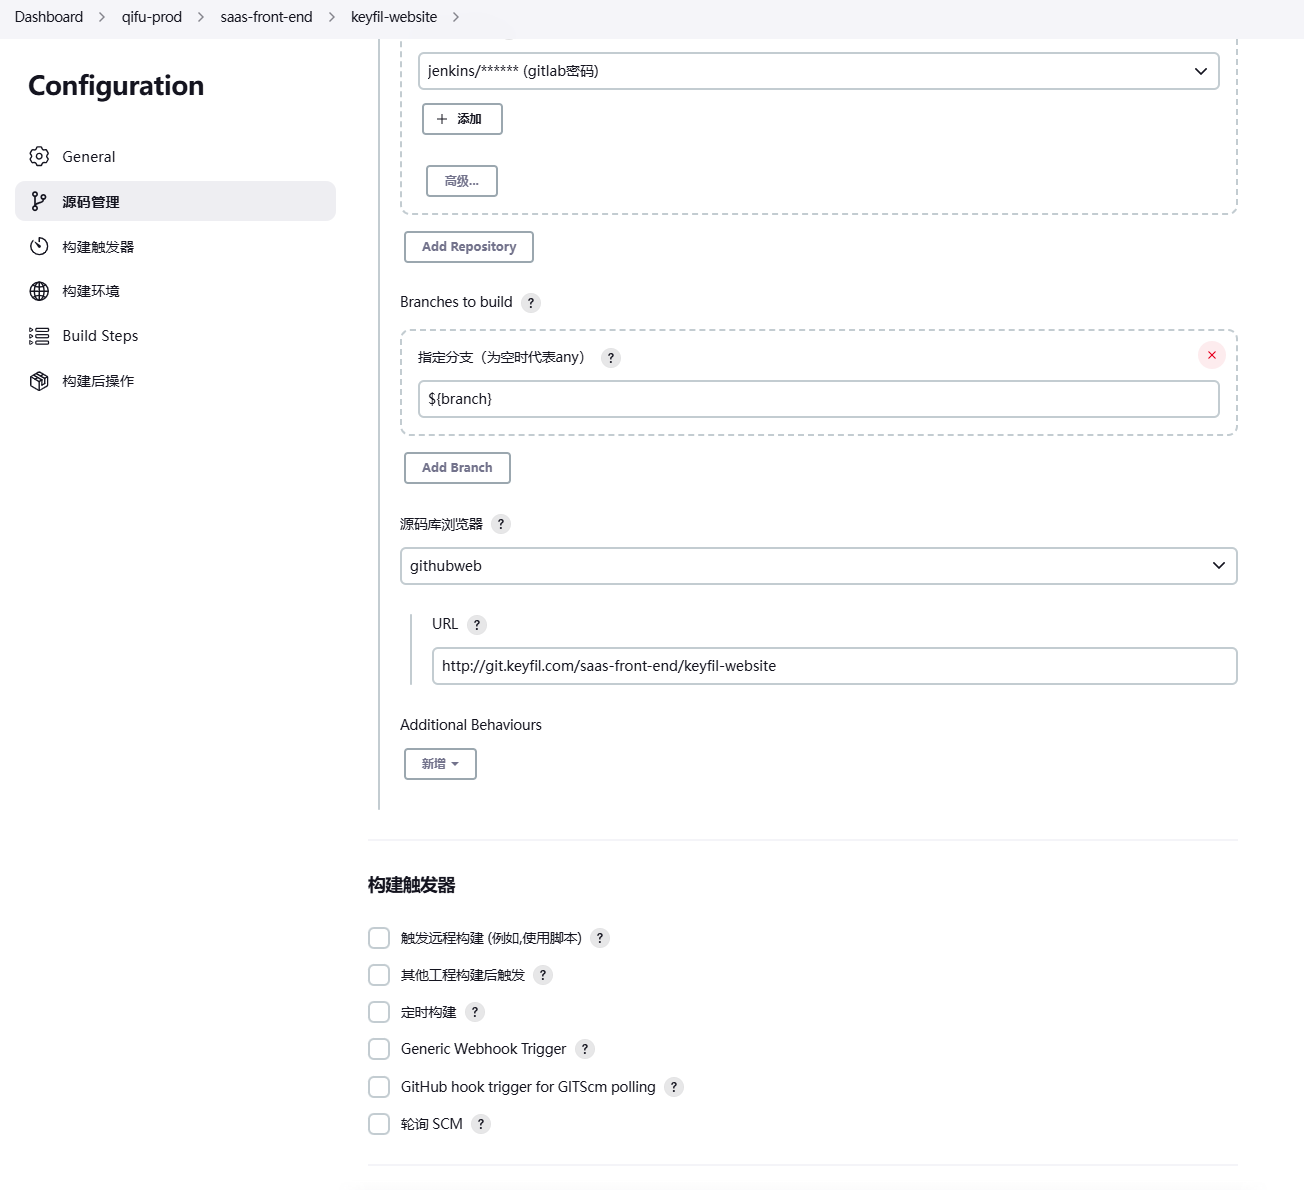 Dashboard > qifu-prod > saas-front-end > keyfil-website >
Configuration
General
源码管理
构建触发器
构建环境
Build Steps
构建后操作
jenkins/****** (gitlab密码)
+ 添加
高级...
Add Repository
Branches to build ?
指定分支（为空时代表any） ?
${branch}
Add Branch
源码库浏览器 ?
githubweb
URL ?
http://git.keyfil.com/saas-front-end/keyfil-website
Additional Behaviours
新增
构建触发器
触发远程构建 (例如,使用脚本) ?
其他工程构建后触发 ?
定时构建 ?
Generic Webhook Trigger ?
GitHub hook trigger for GITScm polling ?
轮询 SCM ?